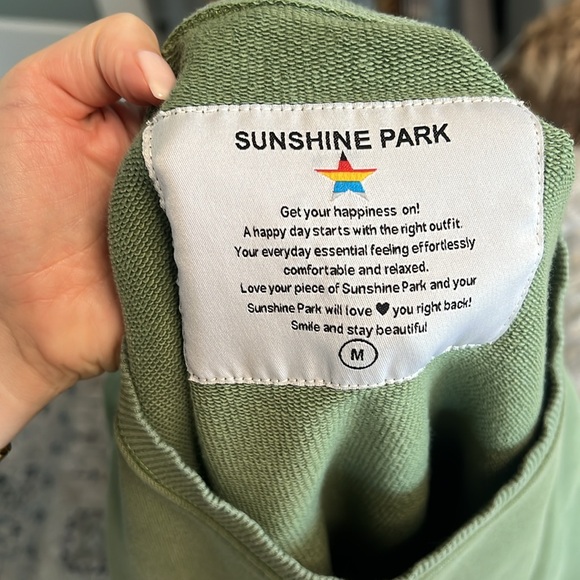 SUNSHINE PARK
Get your happiness on!
A happy day starts with the right outfit.
Your everyday essential feeling effortlessly
comfortable and relaxed.
Love your piece of Sunshine Park and your
Sunshine Park will love ♥ you right back!
Smile and stay beautiful
M